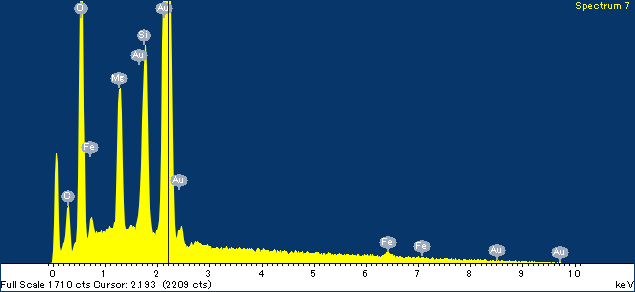 Spectrum 7
O
Au
Si
Au
Mg
Fe
Au
O
Fe
Fe
Au
Au
0 1 2 3 4 5 6 7 8 9 10
Full Scale 1710 cts Cursor: 2.193 (2209 cts) keV